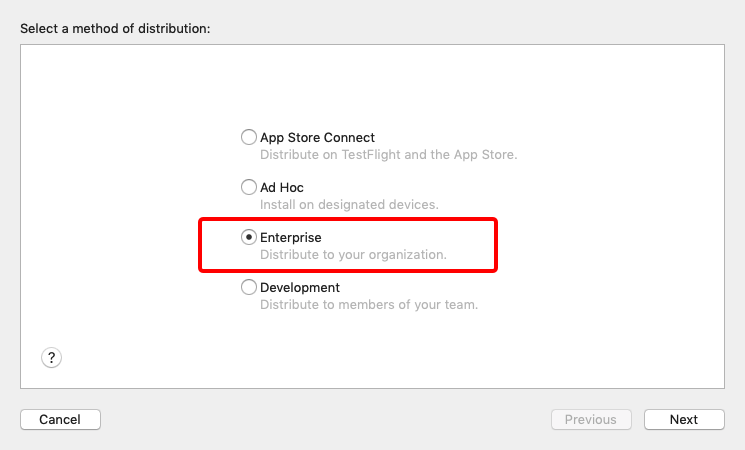 Select a method of distribution:
App Store Connect
Distribute on TestFlight and the App Store.
Ad Hoc
Install on designated devices.
Enterprise
Distribute to your organization.
Development
Distribute to members of your team.
?
Cancel
Previous
Next